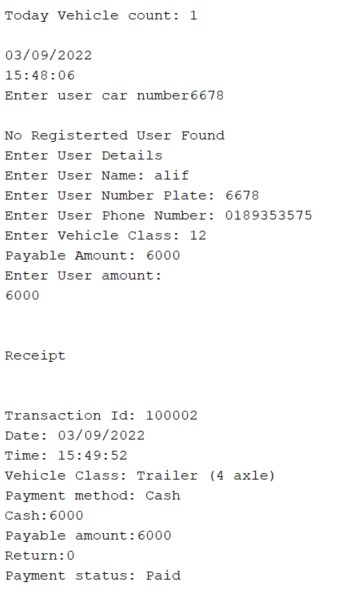 Today Vehicle count: 1
03/09/2022
15:48:06
Enter user car number6678
No Registerted User Found
Enter User Details
Enter User Name: alif
Enter User Number Plate: 6678
Enter User Phone Number: 0189353575
Enter Vehicle Class: 12
Payable Amount: 6000
Enter User amount:
6000
Receipt
Transaction Id: 100002
Date: 03/09/2022
Time: 15:49:52
Vehicle Class: Trailer (4 axle)
Payment method: Cash
Cash:6000
Payable amount:6000
Return:0
Payment status: Paid